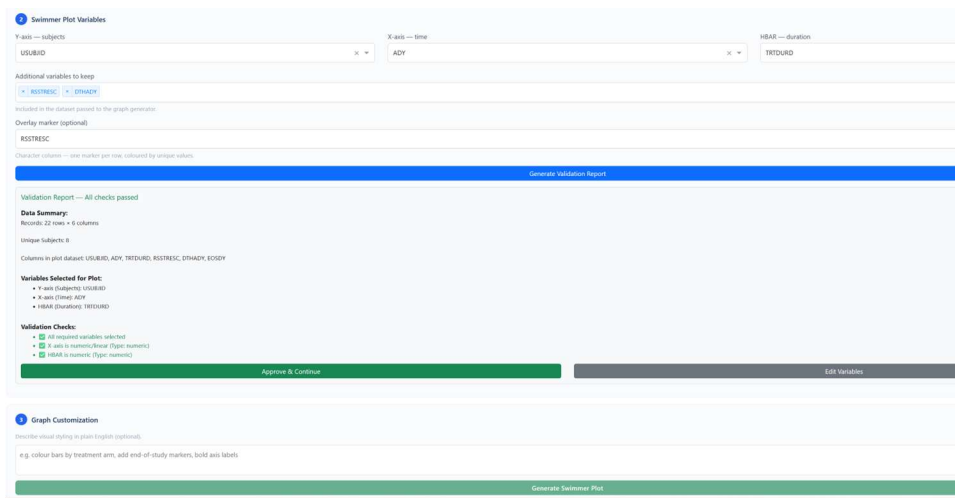 2 Swimmer Plot Variables
Y-axis — subjects X-axis — time HBAR — duration
USUBJID × ADY × TRTDURD
Additional variables to keep
× RSSTRESC × DTHADY
Included in the dataset passed to the graph generator.
Overlay marker (optional)
RSSTRESC
Character column — one marker per row, coloured by unique values.
Generate Validation Report
Validation Report — All checks passed
Data Summary:
Records: 22 rows × 6 columns
Unique Subjects: 8
Columns in plot dataset: USUBJID, ADY, TRTDURD, RSSTRESC, DTHADY, EOSDY
Variables Selected for Plot:
• Y-axis (Subjects): USUBJID
• X-axis (Time): ADY
• HBAR (Duration): TRTDURD
Validation Checks:
• ✅ All required variables selected
• ✅ X-axis is numeric/linear (Type: numeric)
• ✅ HBAR is numeric (Type: numeric)
Approve & Continue Edit Variables
3 Graph Customization
Describe visual styling in plain English (optional).
e.g. colour bars by treatment arm, add end-of-study markers, bold axis labels
Generate Swimmer Plot